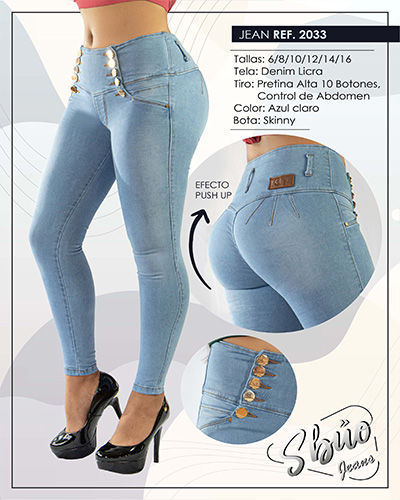 JEAN REF. 2033
Tallas: 6/8/10/12/14/16
Tela: Denim Licra
Tiro: Pretina Alta 10 Botones,
Control de Abdomen
Color: Azul claro
Bota: Skinny
EFECTO
PUSH UP
Sbüo
Jeans